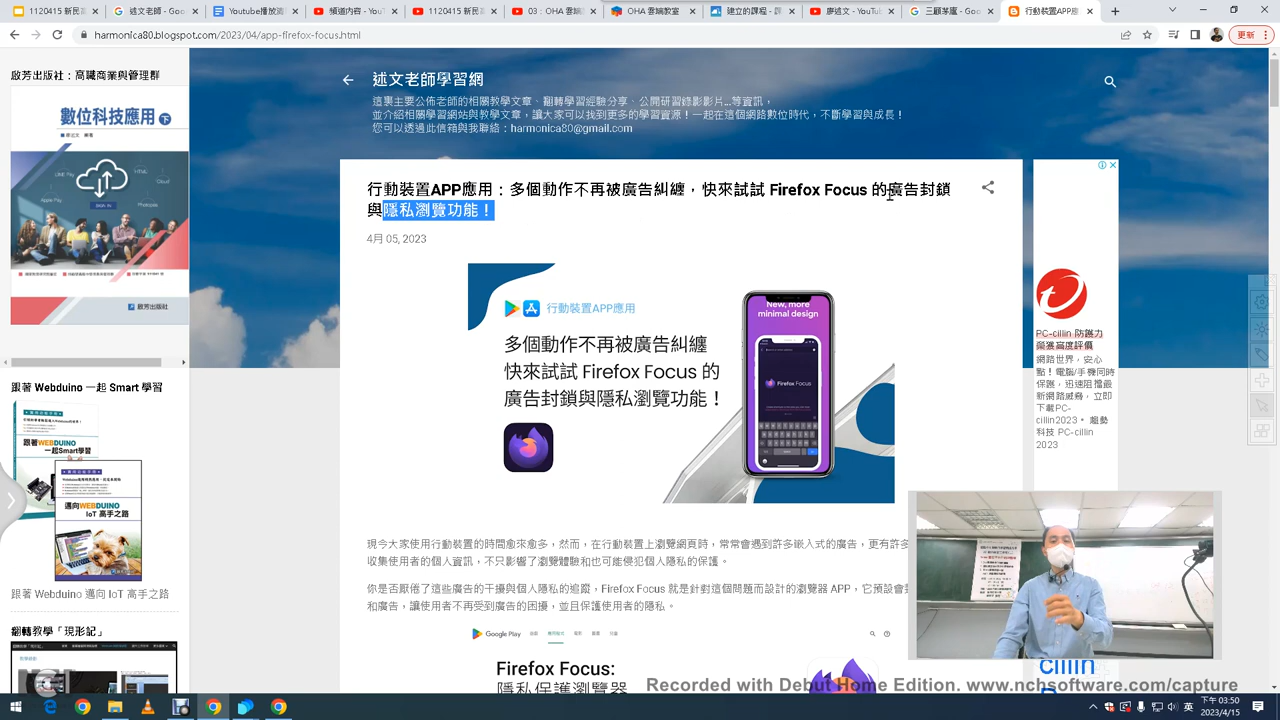 112040
述文老師 - Goo
Youtube播放清
頻道內容 - YouT
112041５ 新民高
03：OHA 雲端
OHA 雲端教室
建立的課程 - 課
廖述文 - YouTub
行動裝置APP應
harmonica80.blogspot.com/2023/04/app-firefox-focus.html
更新
啟芳出版社：高職商業與管理群
數位科技應用 下
SIGN IN
Apple Pay
Cloud
啟芳出版社
跟著 Webduino 一起 Smart 學習
跟著WEBDUINO
一起Smart學習
邁向WEBDUINO
IoT 高手之路
跟著 Webduino 邁向 IoT 高手之路
翻轉教學「現形記」
述文老師學習網
這裏主要公佈老師的相關教學文章、翻轉學習經驗分享、公開研習錄影影片...等資訊，
並介紹相關學習網站與教學文章，讓大家可以找到更多的學習資源！一起在這個網路數位時代，不斷學習與成長！
您可以透過此信箱與我聯絡：harmonica80@gmail.com
行動裝置APP應用：多個動作不再被廣告糾纏，快來試試 Firefox Focus 的廣告封鎖
與隱私瀏覽功能！
4月 05, 2023
行動裝置APP應用
多個動作不再被廣告糾纏
快來試試 Firefox Focus 的
廣告封鎖與隱私瀏覽功能！
New, more
minimal design
Firefox Focus
現今大家使用行動裝置的時間愈來愈多，然而，在行動裝置上瀏覽網頁時，常常會遇到許多嵌入式的廣告，更有許多
收集使用者的個人資料，不只影響了瀏覽體驗和也可能侵犯個人隱私的保護。
如果你已厭倦了這些廣告的干擾與個人隱私的追蹤，Firefox Focus 就是針對這個問題而設計的瀏覽器 APP，它預設會
和廣告，讓使用者不再受到廣告的困擾，並且保護使用者的隱私。
Google Play
Firefox Focus:
隱私保護瀏覽器
PC-cillin 防護力
榮獲高度評價
網路世界，安心
點！電腦/手機同時
保護，迅速阻擋最
新網路威脅，立即
下載PC-
cillin2023。 趨勢
科技 PC-cillin
2023
cillin
Recorded with Debut Home Edition. www.nchsoftware.com/capture
英
下午 03:50
2023/4/15